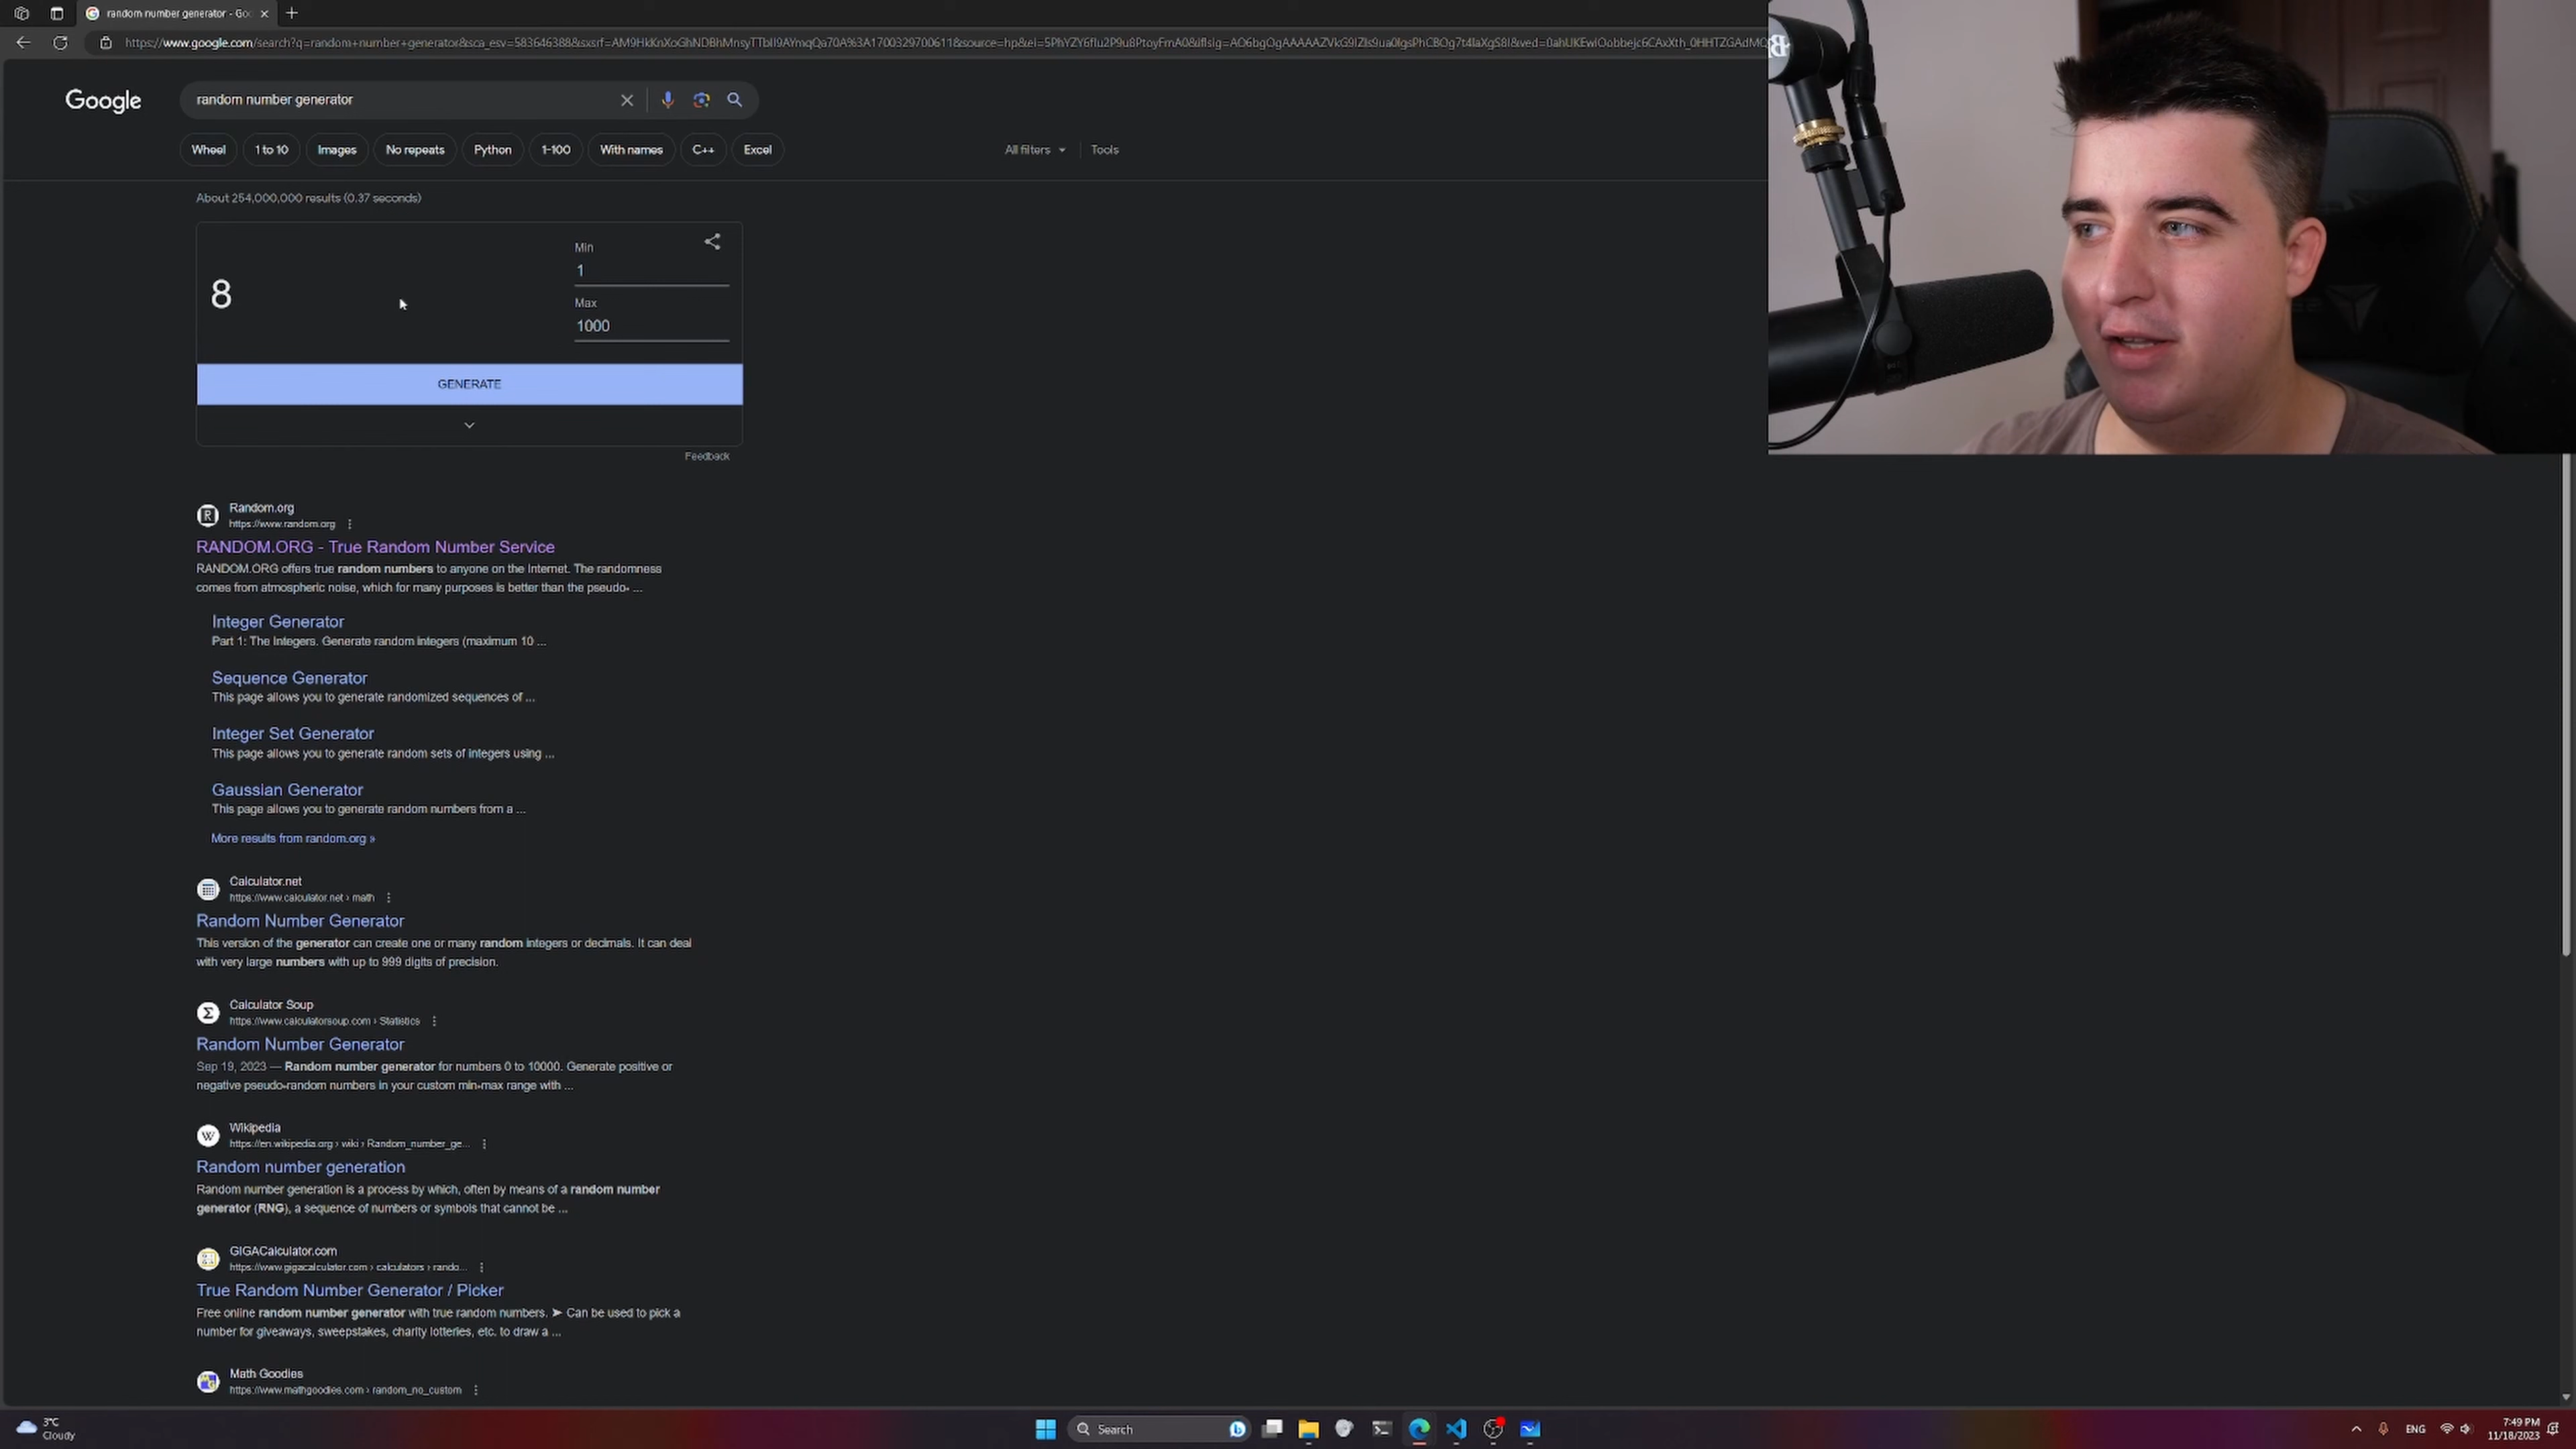 random number generator - Goo
Google
random number generator
Wheel
1 to 10
Images
No repeats
Python
1-100
With names
C++
Excel
All filters
Tools
About 254,000,000 results (0.37 seconds)
8
Min
1
Max
1000
GENERATE
Feedback
Random.org
https://www.random.org
RANDOM.ORG - True Random Number Service
RANDOM.ORG offers true random numbers to anyone on the Internet. The randomness
comes from atmospheric noise, which for many purposes is better than the pseudo- ...
Integer Generator
Part 1: The Integers. Generate random integers (maximum 10 ...
Sequence Generator
This page allows you to generate randomized sequences of ...
Integer Set Generator
This page allows you to generate random sets of integers using ...
Gaussian Generator
This page allows you to generate random numbers from a ...
More results from random.org »
Calculator.net
https://www.calculator.net › math
Random Number Generator
This version of the generator can create one or many random integers or decimals. It can deal
with very large numbers with up to 999 digits of precision.
Calculator Soup
https://www.calculatorsoup.com › Statistics
Random Number Generator
Sep 19, 2023 — Random number generator for numbers 0 to 10000. Generate positive or
negative pseudo-random numbers in your custom min-max range with ...
Wikipedia
https://en.wikipedia.org › wiki › Random_number_ge...
Random number generation
Random number generation is a process by which, often by means of a random number
generator (RNG), a sequence of numbers or symbols that cannot be ...
GIGACalculator.com
https://www.gigacalculator.com › calculators › rando...
True Random Number Generator / Picker
Free online random number generator with true random numbers. ➤ Can be used to pick a
number for giveaways, sweepstakes, charity lotteries, etc. to draw a ...
Math Goodies
https://www.mathgoodies.com › random_no_custom
3°C
Cloudy
Search
ENG
7:49 PM
11/18/2023